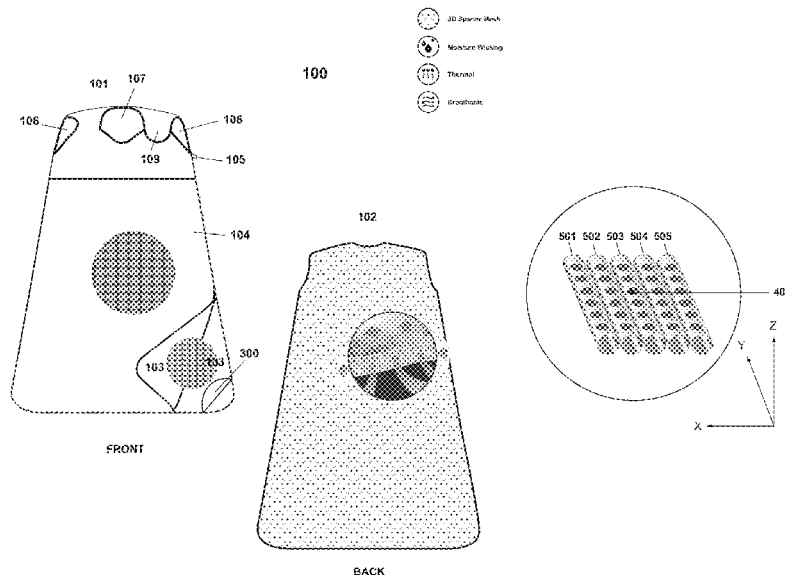 3D Spacer Mesh
Moisture Wicking
Thermal
Breathable
100
101
107
106
108
109
105
104
102
103
103
300
FRONT
BACK
501 502 503 504 505
40
Z
Y
X